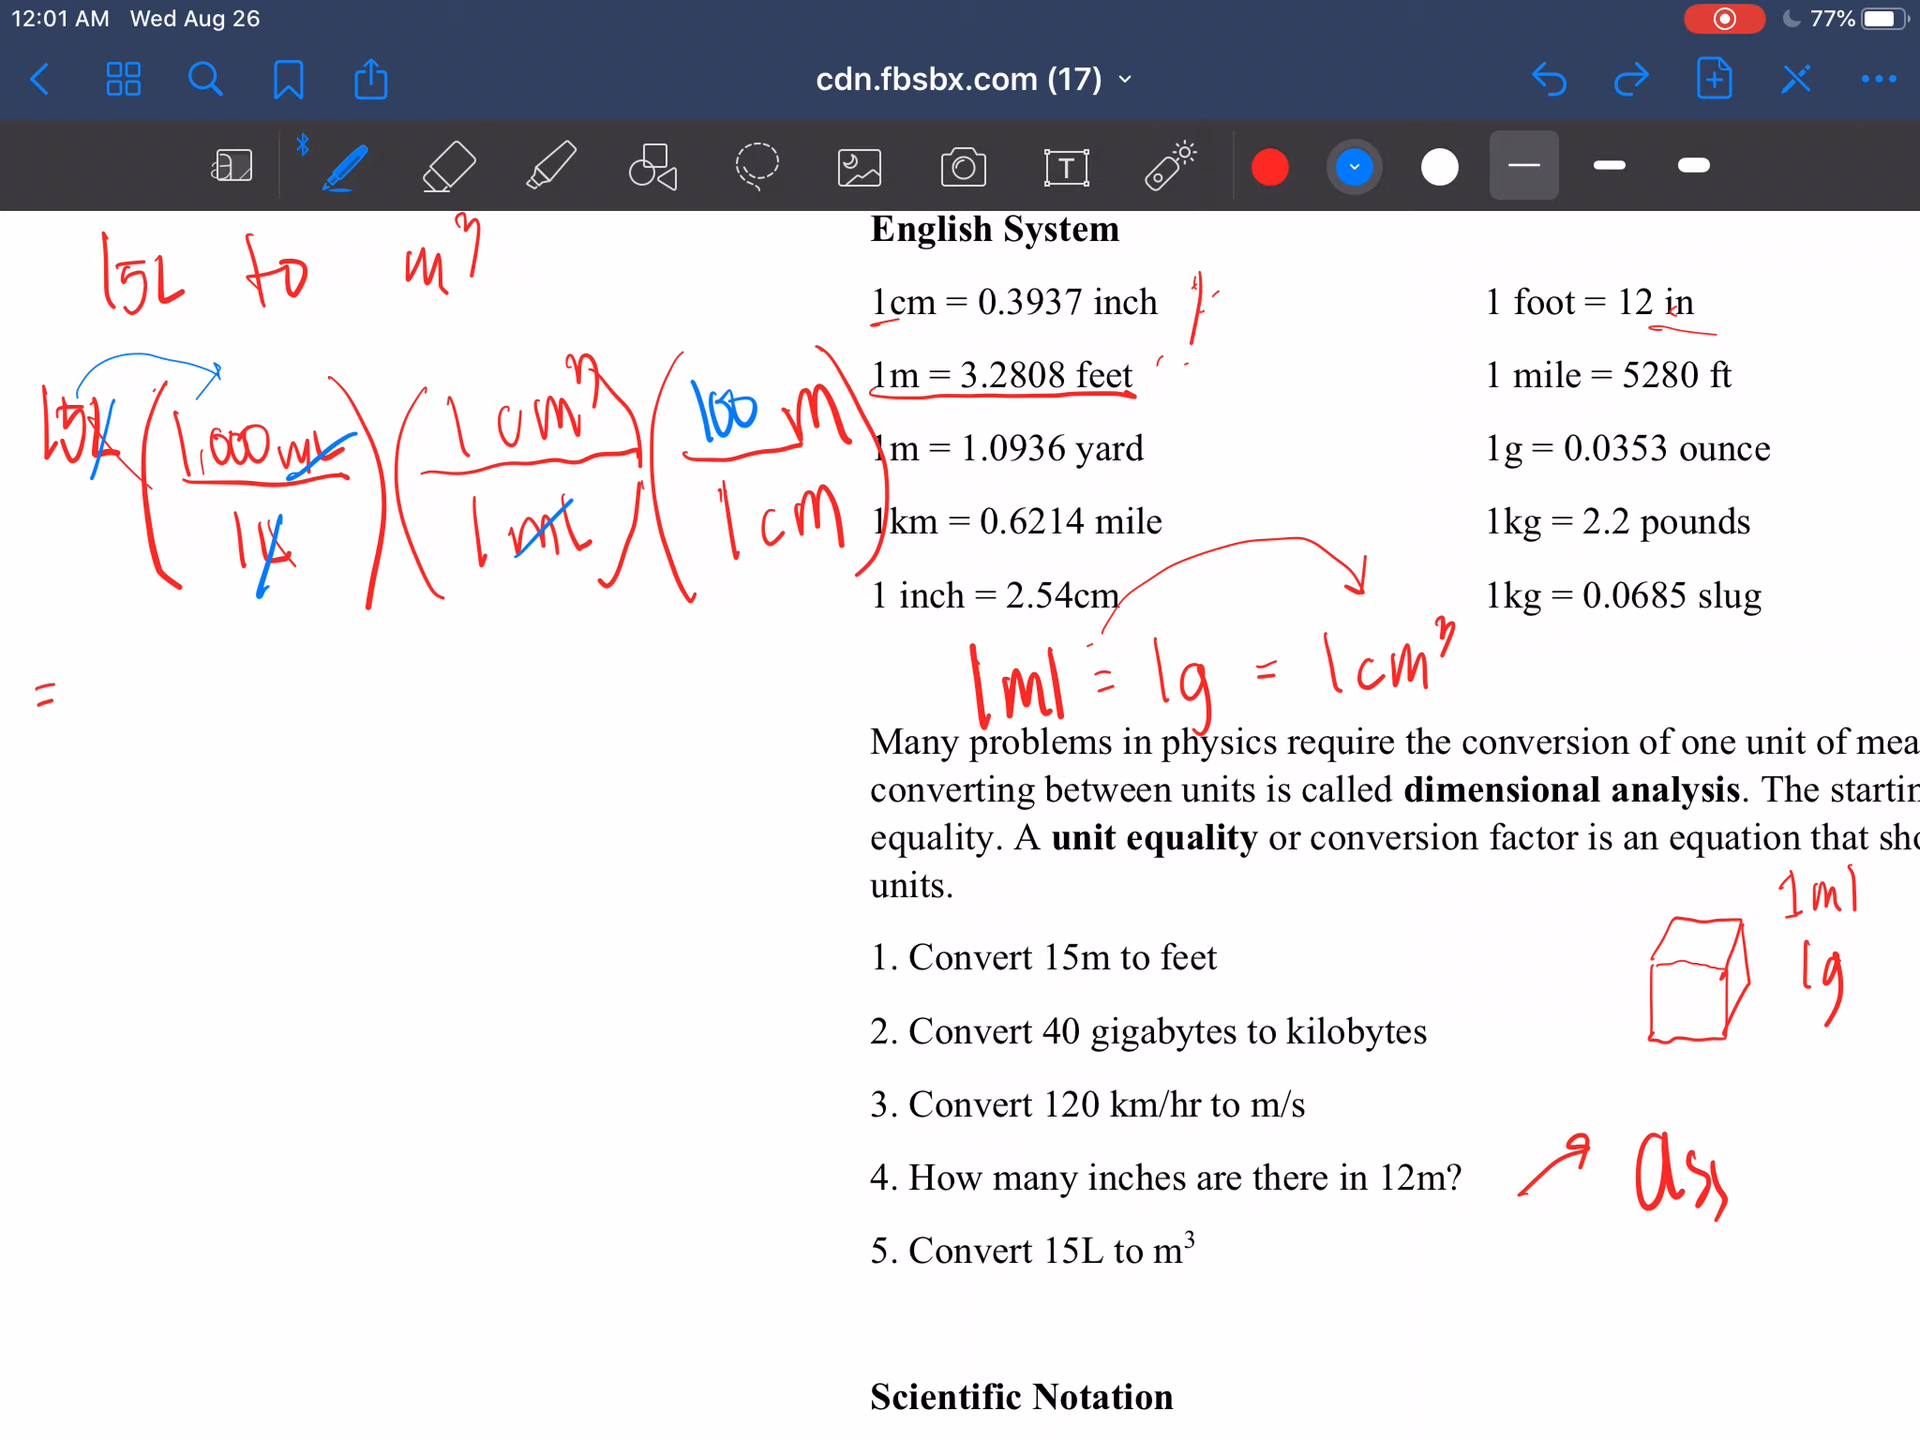 12:01 AM Wed Aug 26
77%
cdn.fbsbx.com (17)
T
15L to m³
15L (1,000 mL / 1L) (1 cm³ / 1 mL) (100 m / 1 cm)
=
English System
1cm = 0.3937 inch
1 foot = 12 in
1m = 3.2808 feet
1 mile = 5280 ft
1m = 1.0936 yard
1g = 0.0353 ounce
1km = 0.6214 mile
1kg = 2.2 pounds
1 inch = 2.54cm
1kg = 0.0685 slug
1ml = 1g = 1cm³
Many problems in physics require the conversion of one unit of
converting between units is called dimensional analysis. The
equality. A unit equality or conversion factor is an equation that
units.
1ml
1g
1. Convert 15m to feet
2. Convert 40 gigabytes to kilobytes
3. Convert 120 km/hr to m/s
4. How many inches are there in 12m?
ass
5. Convert 15L to m³
Scientific Notation